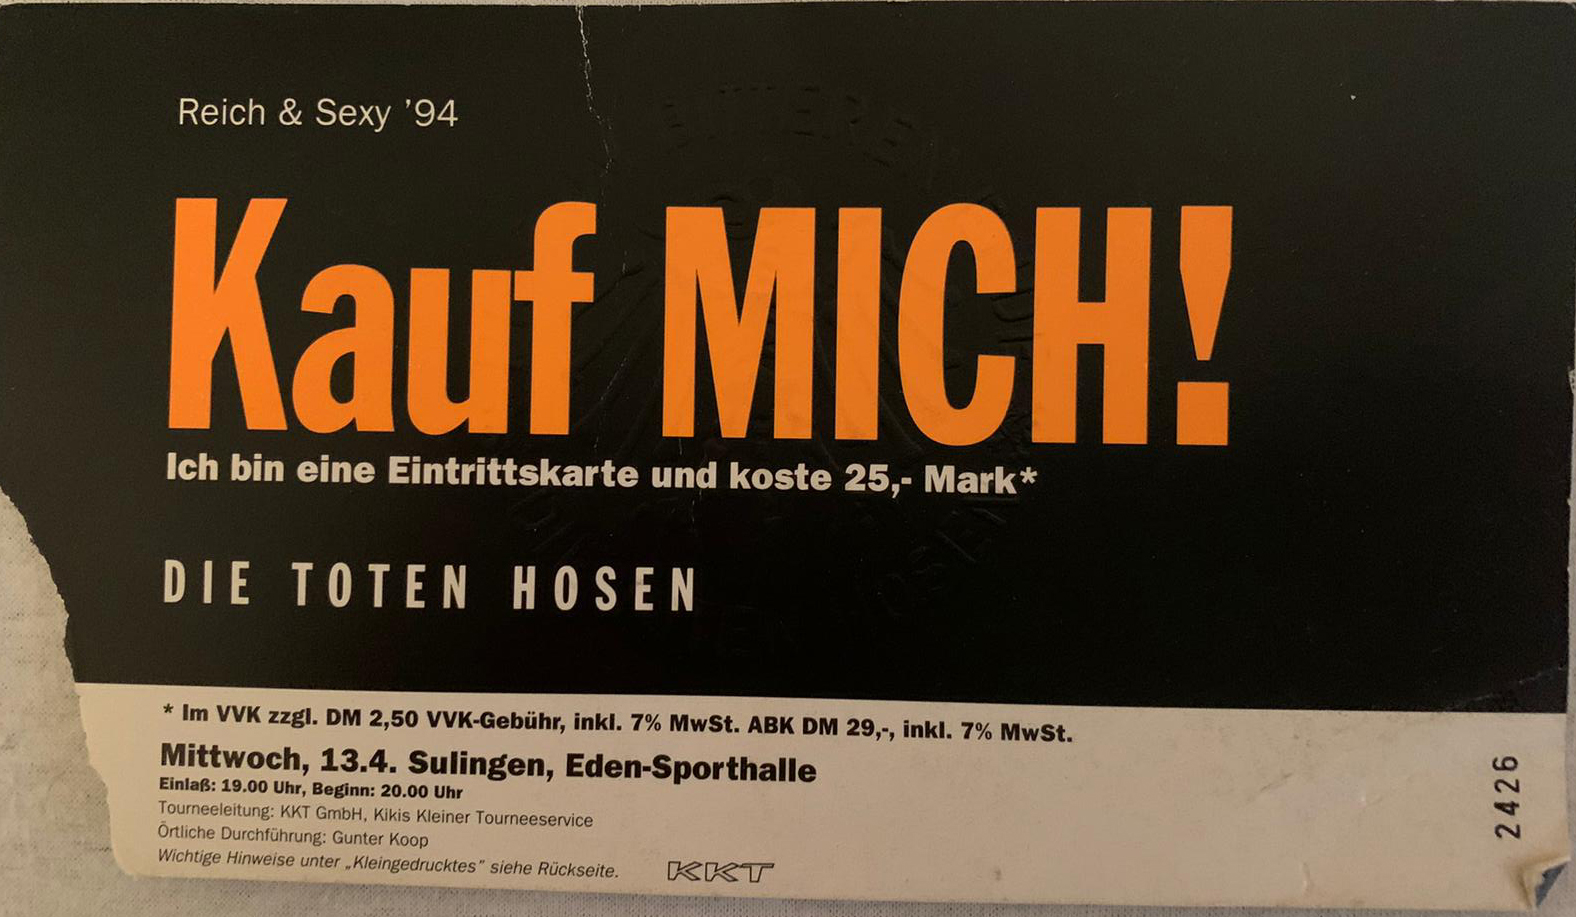 Reich & Sexy '94
Kauf MICH!
Ich bin eine Eintrittskarte und koste 25,- Mark*
DIE TOTEN HOSEN
* Im VVK zzgl. DM 2,50 VVK-Gebühr, inkl. 7% MwSt. ABK DM 29,-, inkl. 7% MwSt.
Mittwoch, 13.4. Sulingen, Eden-Sporthalle
Einlaß: 19.00 Uhr, Beginn: 20.00 Uhr
Tourneeleitung: KKT GmbH, Kikis Kleiner Tourneeservice
Örtliche Durchführung: Gunter Koop
Wichtige Hinweise unter „Kleingedrucktes" siehe Rückseite.
KKT
2426